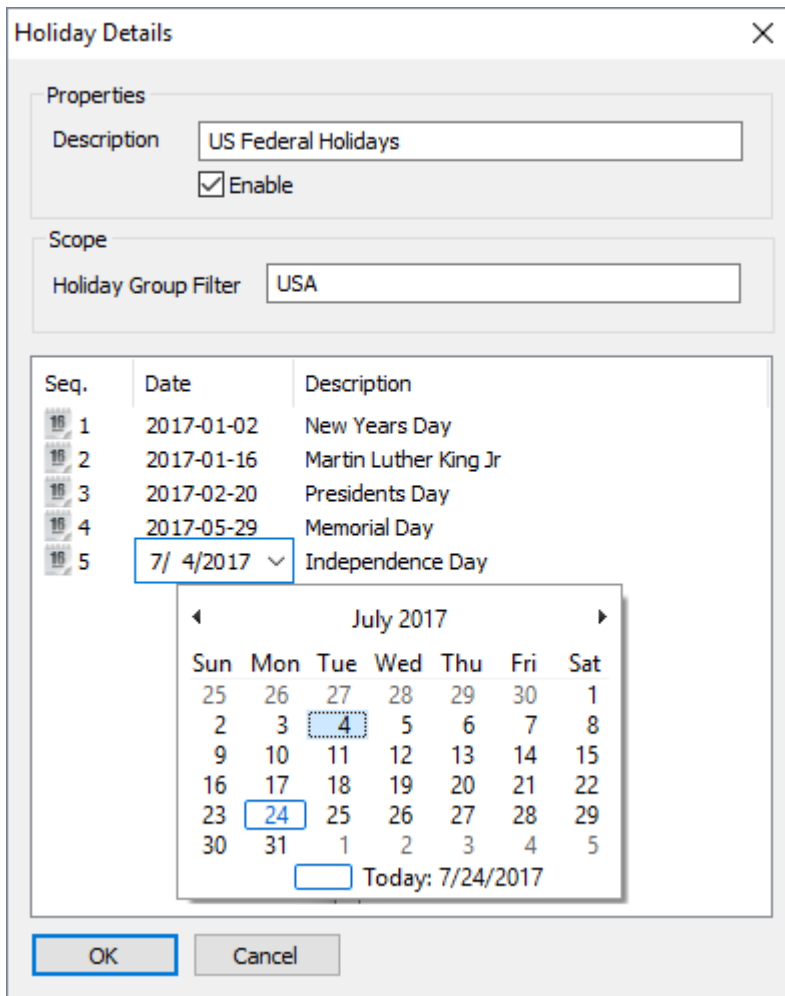 Holiday Details
Properties
Description US Federal Holidays
Enable
Scope
Holiday Group Filter USA
Seq. Date Description
16 1 2017-01-02 New Years Day
16 2 2017-01-16 Martin Luther King Jr
16 3 2017-02-20 Presidents Day
16 4 2017-05-29 Memorial Day
16 5 7/ 4/2017 Independence Day
July 2017
Sun Mon Tue Wed Thu Fri Sat
25 26 27 28 29 30 1
2 3 4 5 6 7 8
9 10 11 12 13 14 15
16 17 18 19 20 21 22
23 24 25 26 27 28 29
30 31 1 2 3 4 5
Today: 7/24/2017
OK Cancel